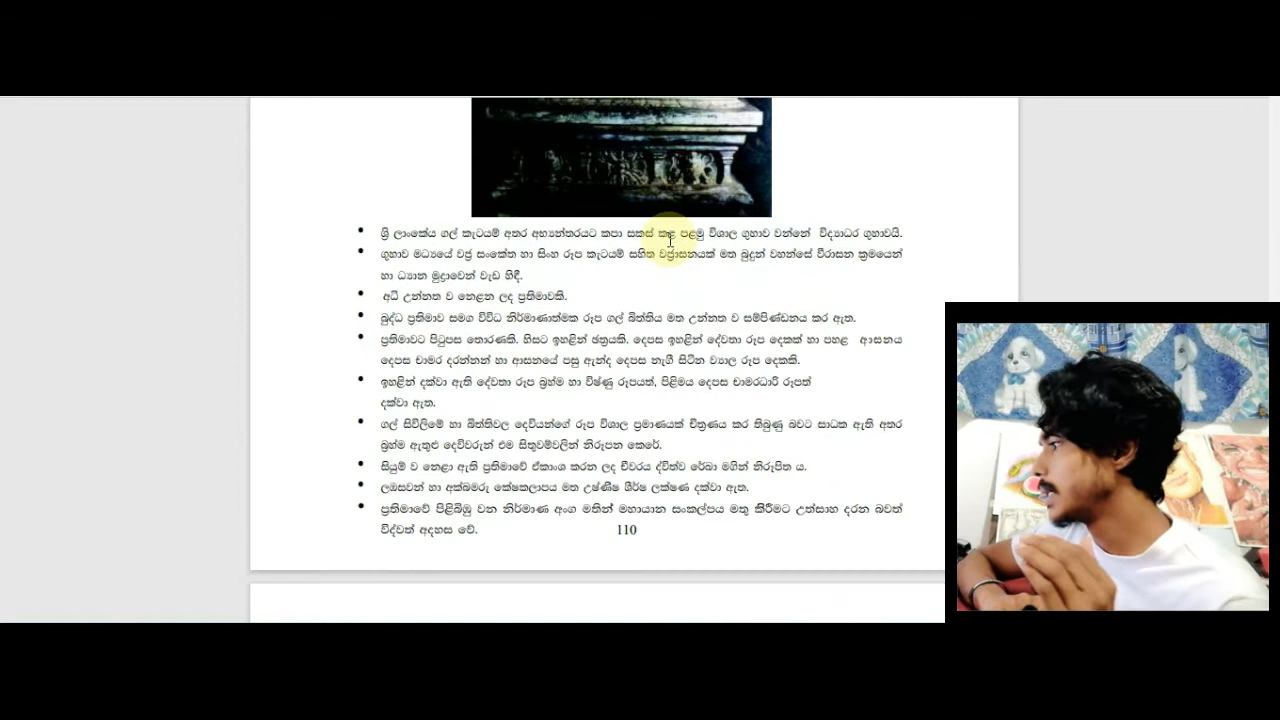 ශ්‍රි ලාංකේය ගල් කැටයම් අතර අභ්‍යන්තරයට කපා සකස් කළ පළමු විශාල ගුහාව වන්නේ විද්‍යාධර ගුහාවයි.
ගුහාව මධ්‍යයේ වජ්‍ර සංකේත හා සිංහ රූප කැටයම් සහිත වජ්‍රාසනයක් මත බුදුන් වහන්සේ වීරාසන ක්‍රමයෙන්
හා ධ්‍යාන මුද්‍රාවෙන් වැඩ හිඳී.
අධි උන්නත ව නෙළන ලද ප්‍රතිමාවකි.
බුද්ධ ප්‍රතිමාව සමග විවිධ නිර්මාණාත්මක රූප ගල් බිත්තිය මත උන්නත ව සම්පිණ්ඩනය කර ඇත.
ප්‍රතිමාවට පිටුපස තොරණකි. හිසට ඉහළින් ඡත්‍රයකි. දෙපස ඉහළින් දේවතා රූප දෙකක් හා පහළ ආසනය
දෙපස චාමර දරන්නන් හා ආසනයේ පසු ඇන්ද දෙපස නැගී සිටින ව්‍යාල රූප දෙකකි.
ඉහළින් දක්වා ඇති දේවතා රූප බ්‍රහ්ම හා විෂ්ණු රූපයත්, පිළිමය දෙපස චාමරධාරී රූපත්
දක්වා ඇත.
ගල් සිවිලිමේ හා බිත්තිවල දෙවියන්ගේ රූප විශාල ප්‍රමාණයක් චිත්‍රණය කර තිබුණු බවට සාධක ඇති අතර
බ්‍රහ්ම ඇතුළු දෙවිවරුන් එම සිතුවම්වලින් නිරූපන කෙරේ.
සියුම් ව නෙළා ඇති ප්‍රතිමාවේ ඒකාංශ කරන ලද චීවරය ද්විත්ව රේඛා මගින් නිරූපිත ය.
ලඹසවන් හා අක්බමරු කේෂකලාපය මත උෂ්ණීෂ ශීර්ෂ ලක්ෂණ දක්වා ඇත.
ප්‍රතිමාවේ පිළිබිඹු වන නිර්මාණ අංග මතින් මහායාන සංකල්පය මතු කිරීමට උත්සාහ දරන බවත්
විද්වත් අදහස වේ.
110